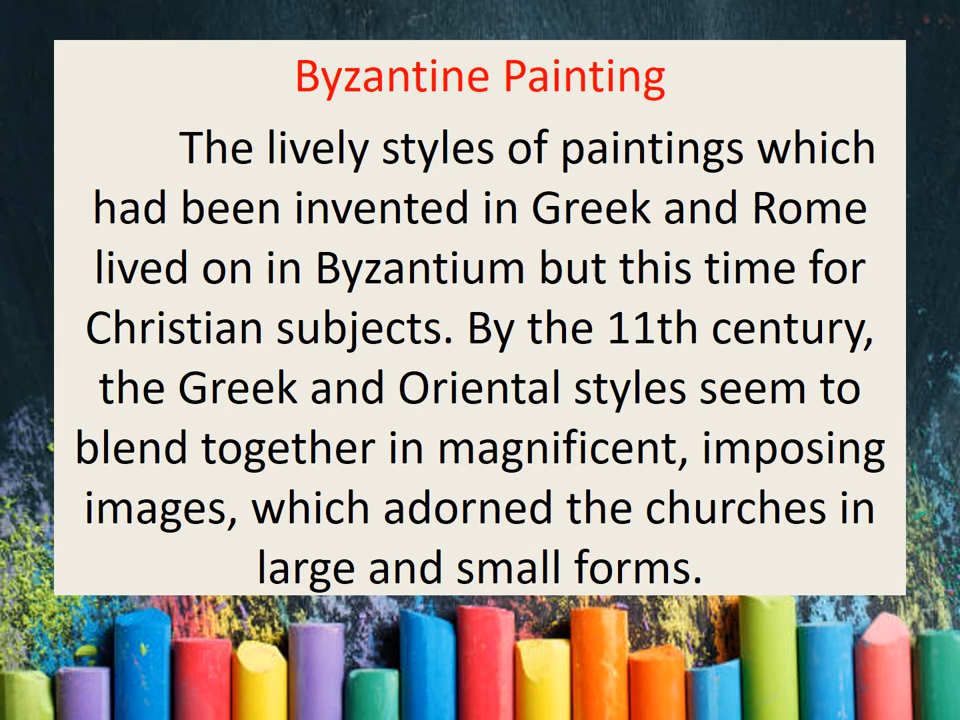 Byzantine Painting
The lively styles of paintings which
had been invented in Greek and Rome
lived on in Byzantium but this time for
Christian subjects. By the 11th century,
the Greek and Oriental styles seem to
blend together in magnificent, imposing
images, which adorned the churches in
large and small forms.